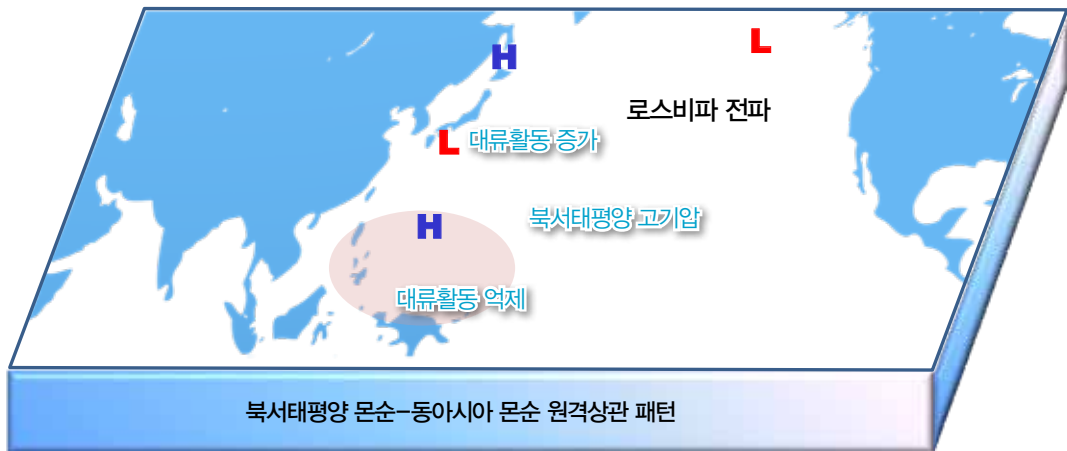 H
L
로스비파 전파
L
대류활동 증가
H
북서태평양 고기압
대류활동 억제
북서태평양 몬순-동아시아 몬순 원격상관 패턴